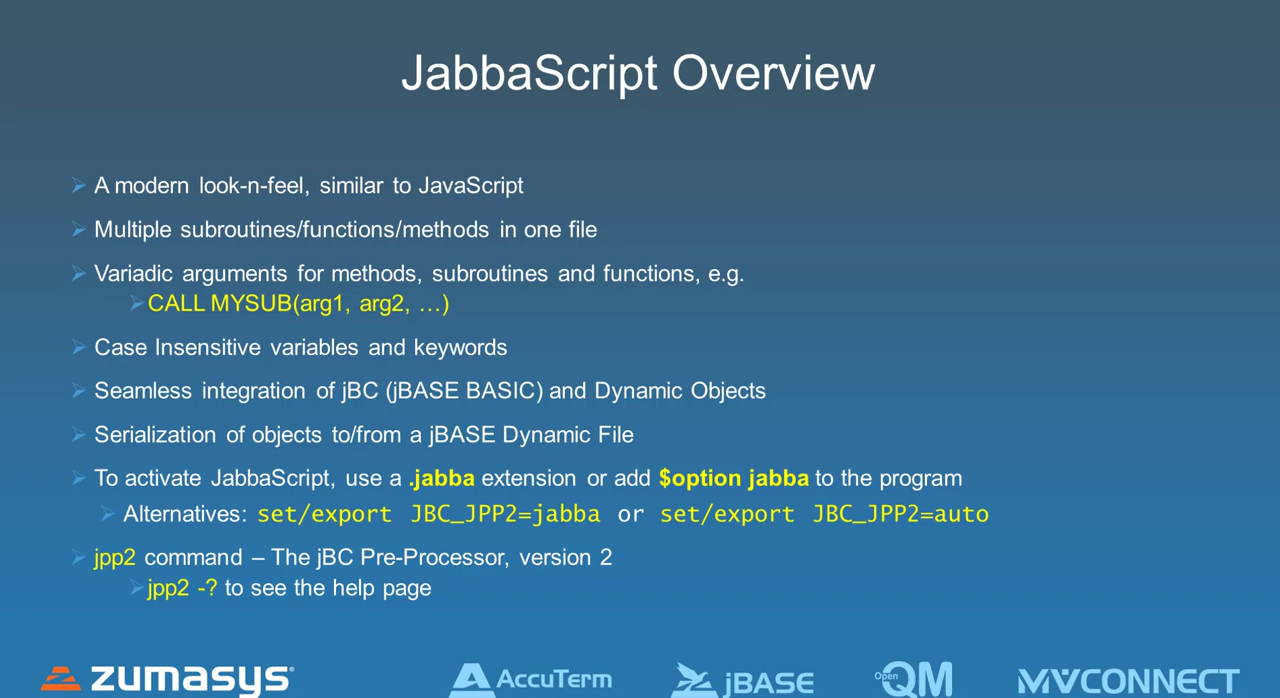 JabbaScript Overview
A modern look-n-feel, similar to JavaScript
Multiple subroutines/functions/methods in one file
Variadic arguments for methods, subroutines and functions, e.g.
CALL MYSUB(arg1, arg2, …)
Case Insensitive variables and keywords
Seamless integration of jBC (jBASE BASIC) and Dynamic Objects
Serialization of objects to/from a jBASE Dynamic File
To activate JabbaScript, use a .jabba extension or add $option jabba to the program
Alternatives: set/export JBC_JPP2=jabba or set/export JBC_JPP2=auto
jpp2 command – The jBC Pre-Processor, version 2
jpp2 -? to see the help page
zumasys AccuTerm jBASE OpenQM MVCONNECT